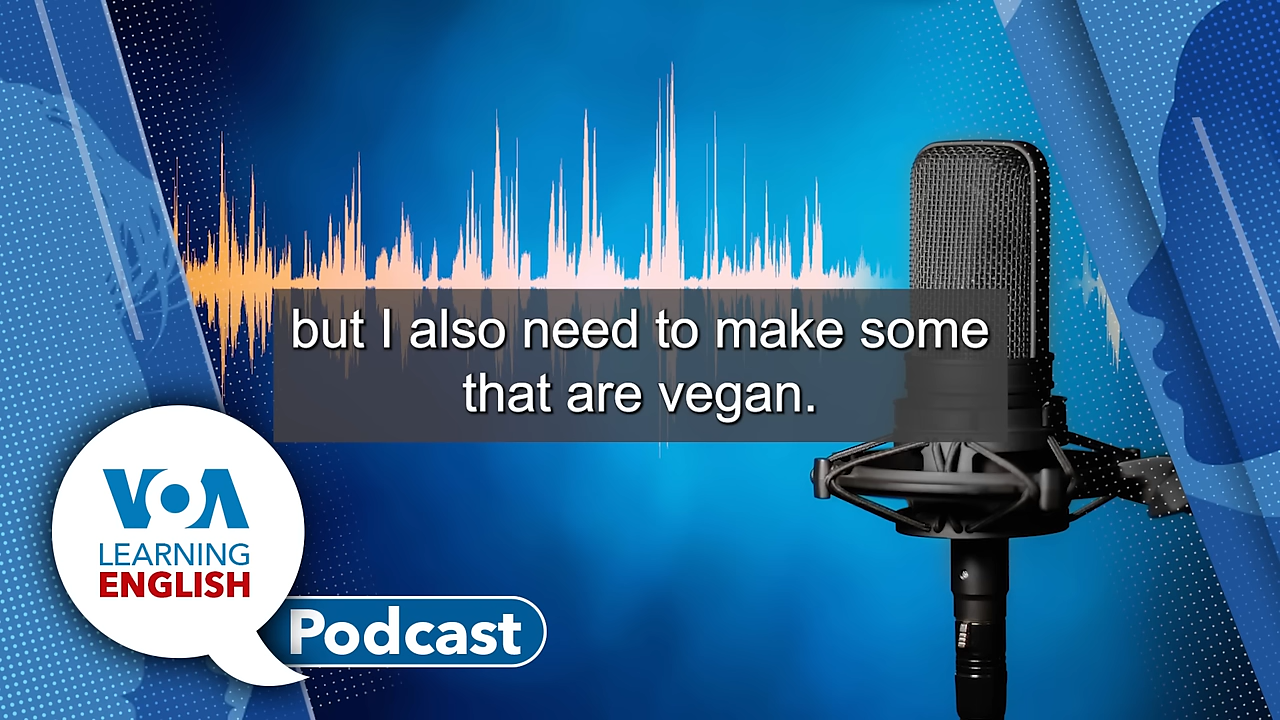 but I also need to make some
that are vegan.
VOA
LEARNING
ENGLISH
Podcast